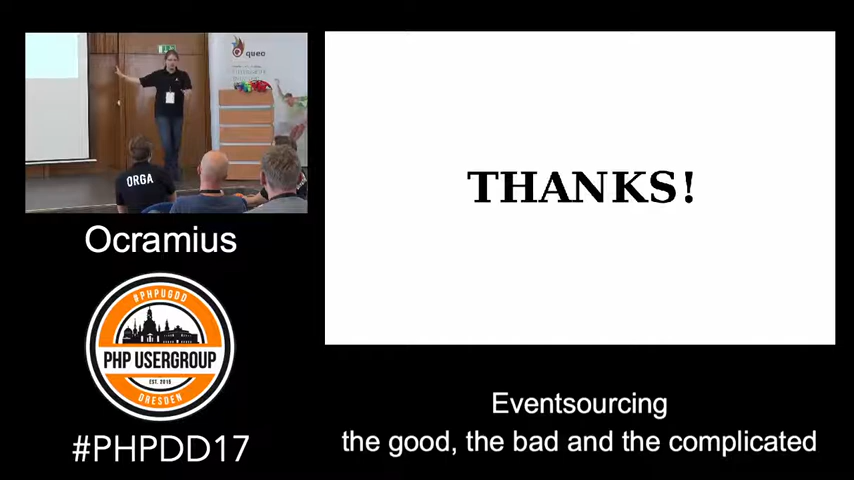 queo
ORGA
THANKS!
Ocramius
#PHPUGDD
PHP USERGROUP
EST. 2010
DRESDEN
#PHPDD17
Eventsourcing
the good, the bad and the complicated